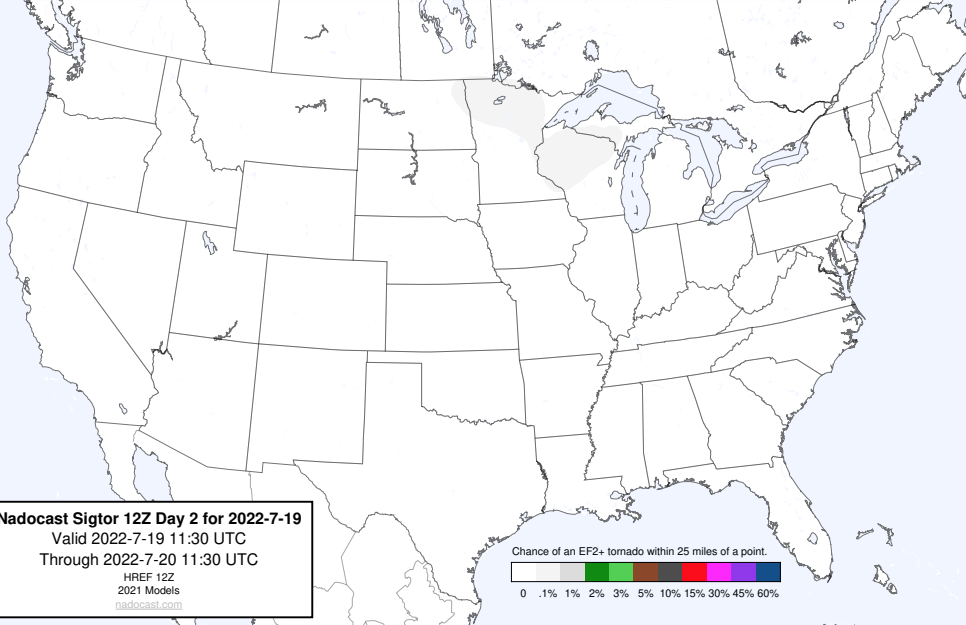 Nadocast Sigtor 12Z Day 2 for 2022-7-19
Valid 2022-7-19 11:30 UTC
Through 2022-7-20 11:30 UTC
HREF 12Z
2021 Models
nadocast.com
Chance of an EF2+ tornado within 25 miles of a point.
0 .1% 1% 2% 3% 5% 10% 15% 30% 45% 60%